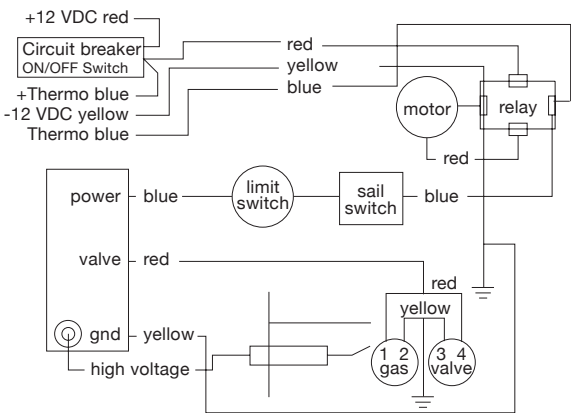 +12 VDC red
Circuit breaker
ON/OFF Switch
+Thermo blue
-12 VDC yellow
Thermo blue
red
yellow
blue
motor
relay
red
power
blue
limit
switch
sail
switch
blue
valve
red
red
yellow
gnd
yellow
high voltage
1 2
gas
3 4
valve